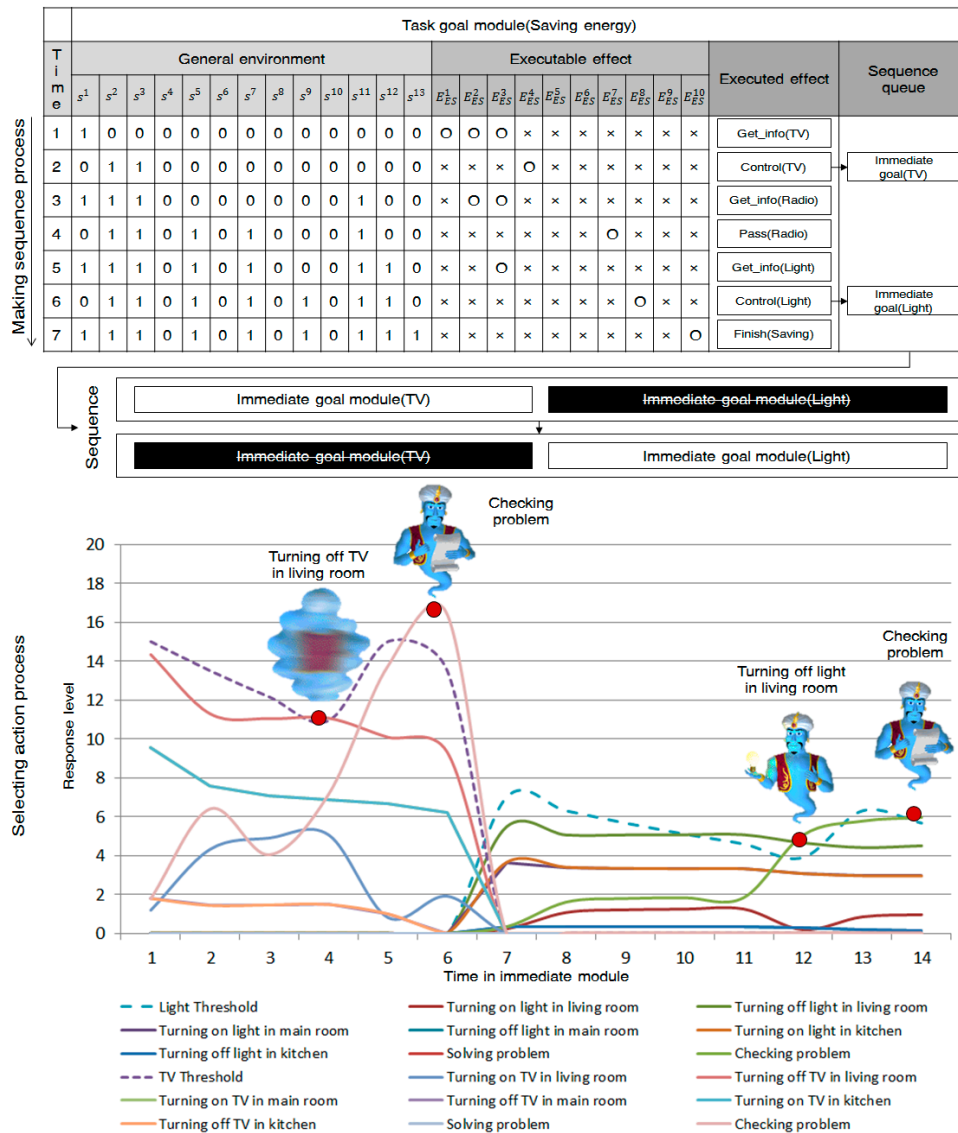 Task goal module(Saving energy)
Time
General environment
Executable effect
Executed effect
Sequence queue
s¹ s² s³ s⁴ s⁵ s⁶ s⁷ s⁸ s⁹ s¹⁰ s¹¹ s¹² s¹³ E¹_ES E²_ES E³_ES E⁴_ES E⁵_ES E⁶_ES E⁷_ES E⁸_ES E⁹_ES E¹⁰_ES
Making sequence process
1 1 0 0 0 0 0 0 0 0 0 0 0 0 O O O × × × × × × × Get_info(TV)
2 0 1 1 0 0 0 0 0 0 0 0 0 0 × × × O × × × × × × Control(TV) Immediate goal(TV)
3 1 1 1 0 0 0 0 0 0 0 1 0 0 × O O × × × × × × × Get_info(Radio)
4 0 1 1 0 1 0 1 0 0 0 1 0 0 × × × × × × O × × × Pass(Radio)
5 1 1 1 0 1 0 1 0 0 0 1 1 0 × × O × × × × × × × Get_info(Light)
6 0 1 1 0 1 0 1 0 1 0 1 1 0 × × × × × × × O × × Control(Light) Immediate goal(Light)
7 1 1 1 0 1 0 1 0 1 0 1 1 1 × × × × × × × × × O Finish(Saving)
Sequence
Immediate goal module(TV) Immediate goal module(Light)
Immediate goal module(TV) Immediate goal module(Light)
Selecting action process
Response level
Checking
problem
Turning off TV
in living room
Checking
problem
Turning off light
in living room
20
18
16
14
12
10
8
6
4
2
0
1 2 3 4 5 6 7 8 9 10 11 12 13 14
Time in immediate module
Light Threshold Turning on light in living room Turning off light in living room
Turning on light in main room Turning off light in main room Turning on light in kitchen
Turning off light in kitchen Solving problem Checking problem
TV Threshold Turning on TV in living room Turning off TV in living room
Turning on TV in main room Turning off TV in main room Turning on TV in kitchen
Turning off TV in kitchen Solving problem Checking problem